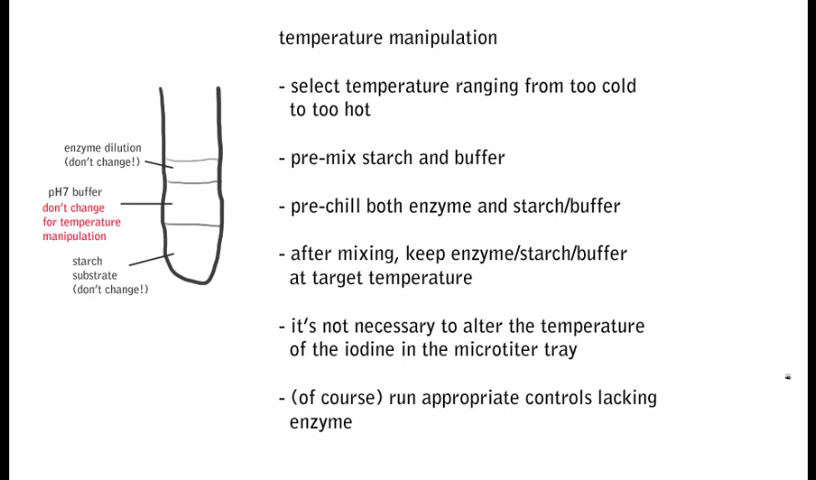 temperature manipulation
- select temperature ranging from too cold
to too hot
- pre-mix starch and buffer
- pre-chill both enzyme and starch/buffer
- after mixing, keep enzyme/starch/buffer
at target temperature
- it's not necessary to alter the temperature
of the iodine in the microtiter tray
- (of course) run appropriate controls lacking
enzyme
enzyme dilution
(don't change!)
pH7 buffer
don't change
for temperature
manipulation
starch
substrate
(don't change!)